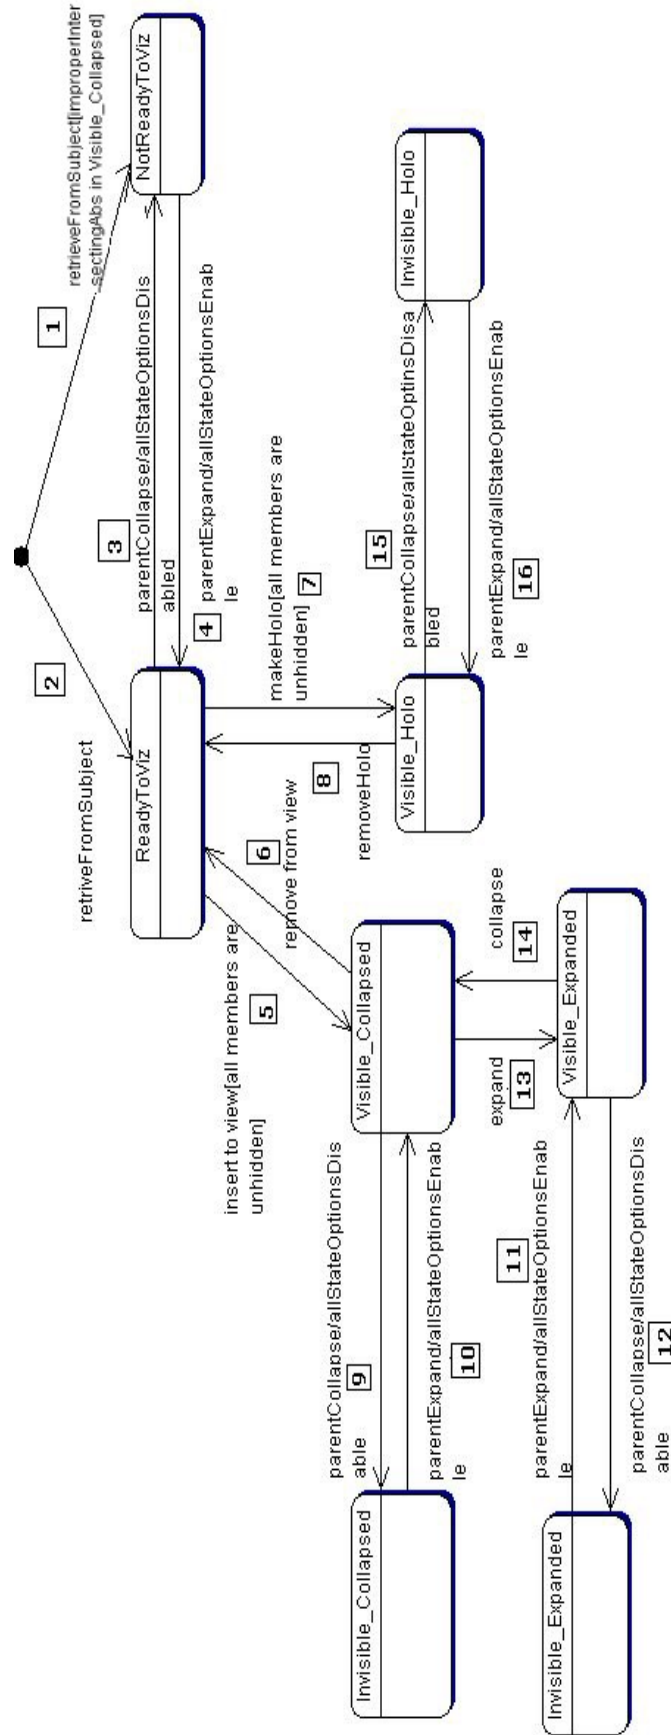 2
1
retrieveFromSubject[improperInter
_sectingAbs in Visible_Collapsed]
retriveFromSubject
3
parentCollapse/allStateOptionsDis
abled
ReadyToViz
NotReadyToViz
4
parentExpand/allStateOptionsEnab
le
insert to view[all members are
unhidden]
5
6
remove from view
makeHolo[all members are
unhidden]
7
8
removeHolo
parentCollapse/allStateOptionsDis
able
9
Visible_Collapsed
Invisible_Collapsed
parentExpand/allStateOptionsEnab
le
10
15
parentCollapse/allStateOptinsDisa
bled
Visible_Holo
Invisible_Holo
parentExpand/allStateOptionsEnab
le
16
expand
13
collapse
14
11
parentExpand/allStateOptionsEnab
le
Invisible_Expanded
Visible_Expanded
parentCollapse/allStateOptionsDis
able
12